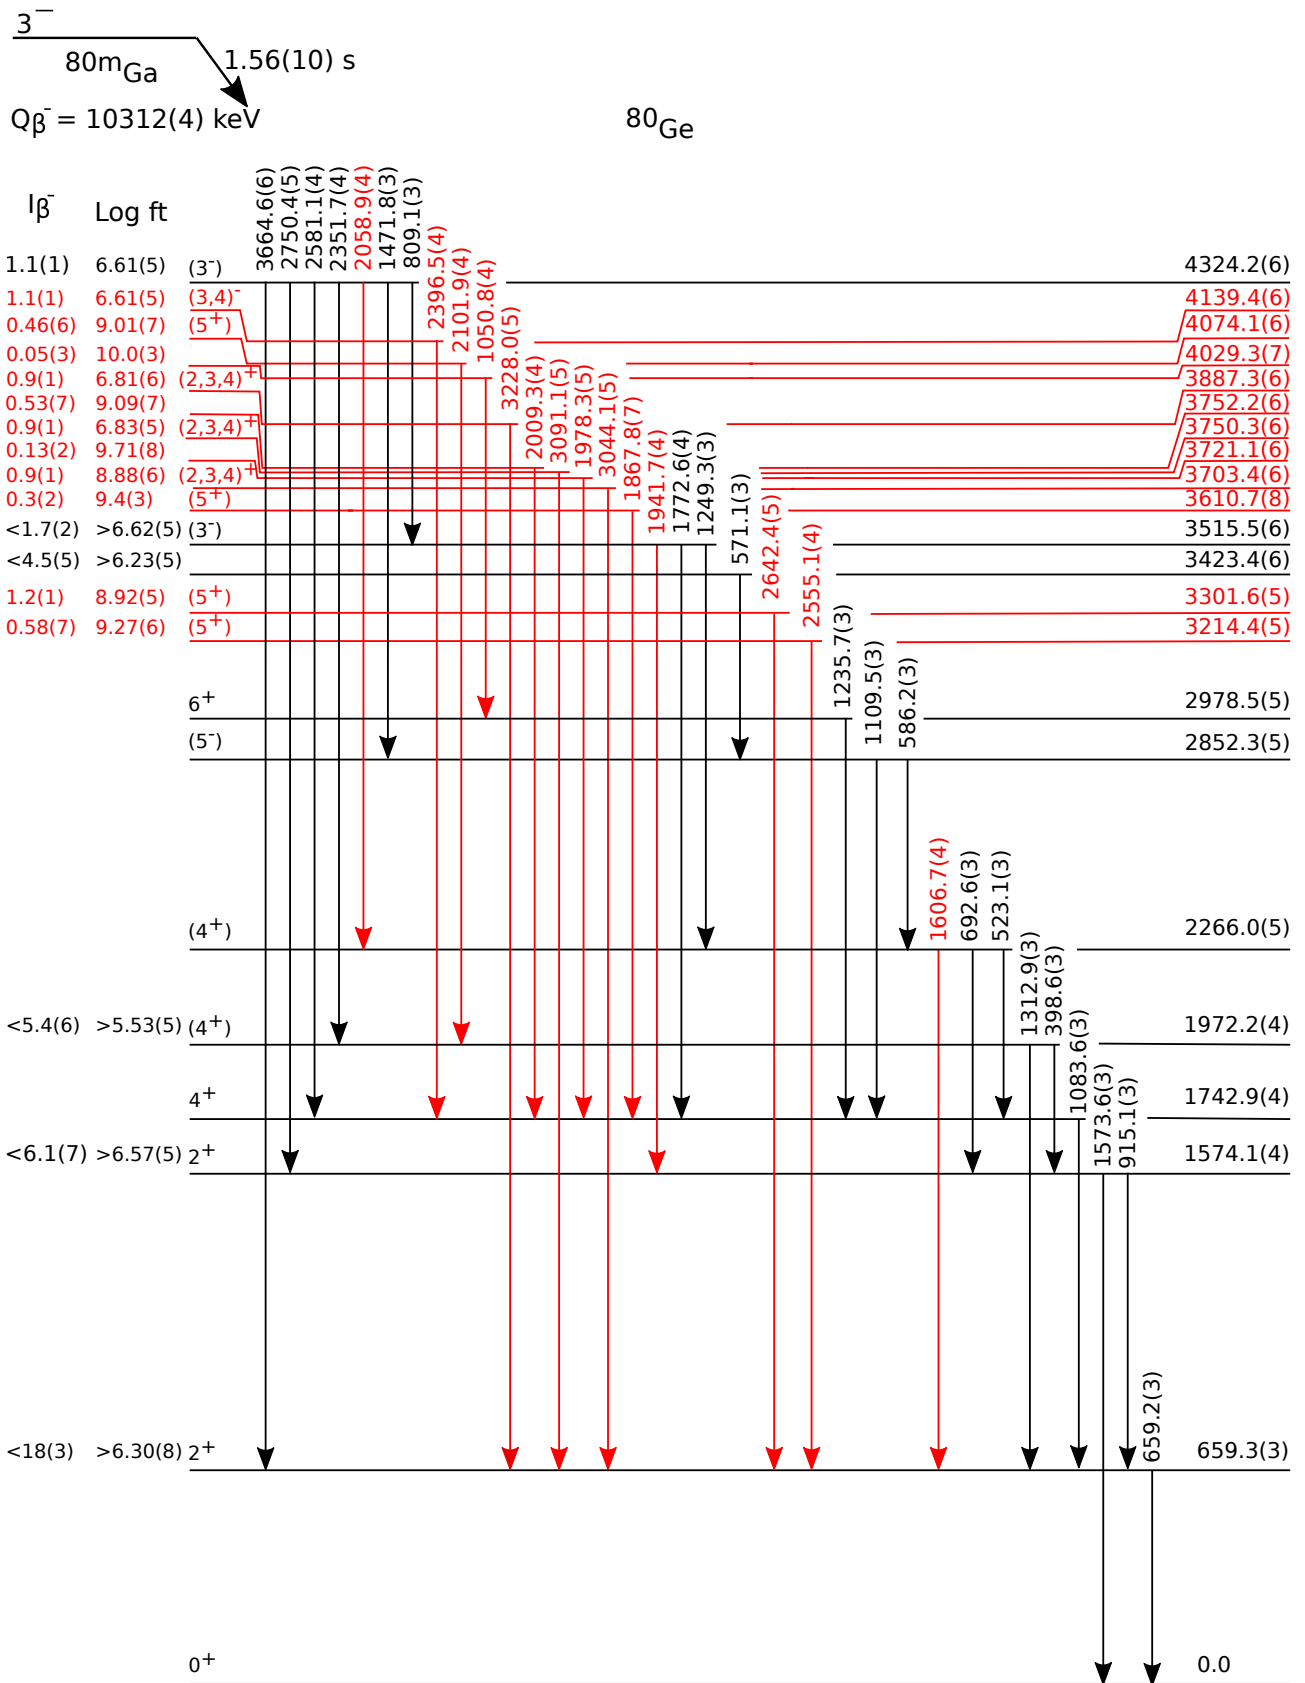 3⁻
80mGa
1.56(10) s
Qβ⁻ = 10312(4) keV
80Ge
Iβ⁻ Log ft
3664.6(6)
2750.4(5)
2581.1(4)
2351.7(4)
2058.9(4)
1471.8(3)
809.1(3)
2396.5(4)
2101.9(4)
1050.8(4)
3228.0(5)
2009.3(4)
3091.1(5)
1978.3(5)
3044.1(5)
1867.8(7)
1941.7(4)
1772.6(4)
1249.3(3)
571.1(3)
2642.4(5)
2555.1(4)
1235.7(3)
1109.5(3)
586.2(3)
1606.7(4)
692.6(3)
523.1(3)
1312.9(3)
398.6(3)
1083.6(3)
1573.6(3)
915.1(3)
659.2(3)
1.1(1) 6.61(5) (3⁻) 4324.2(6)
1.1(1) 6.61(5) (3,4)⁻ 4139.4(6)
0.46(6) 9.01(7) (5⁺) 4074.1(6)
0.05(3) 10.0(3) 4029.3(7)
0.9(1) 6.81(6) (2,3,4)⁺ 3887.3(6)
0.53(7) 9.09(7) 3752.2(6)
0.9(1) 6.83(5) (2,3,4)⁺ 3750.3(6)
0.13(2) 9.71(8) 3721.1(6)
0.9(1) 8.88(6) (2,3,4)⁺ 3703.4(6)
0.3(2) 9.4(3) (5⁺) 3610.7(8)
<1.7(2) >6.62(5) (3⁻) 3515.5(6)
<4.5(5) >6.23(5) 3423.4(6)
1.2(1) 8.92(5) (5⁺) 3301.6(5)
0.58(7) 9.27(6) (5⁺) 3214.4(5)
6⁺ 2978.5(5)
(5⁻) 2852.3(5)
(4⁺) 2266.0(5)
<5.4(6) >5.53(5) (4⁺) 1972.2(4)
4⁺ 1742.9(4)
<6.1(7) >6.57(5) 2⁺ 1574.1(4)
<18(3) >6.30(8) 2⁺ 659.3(3)
0⁺ 0.0